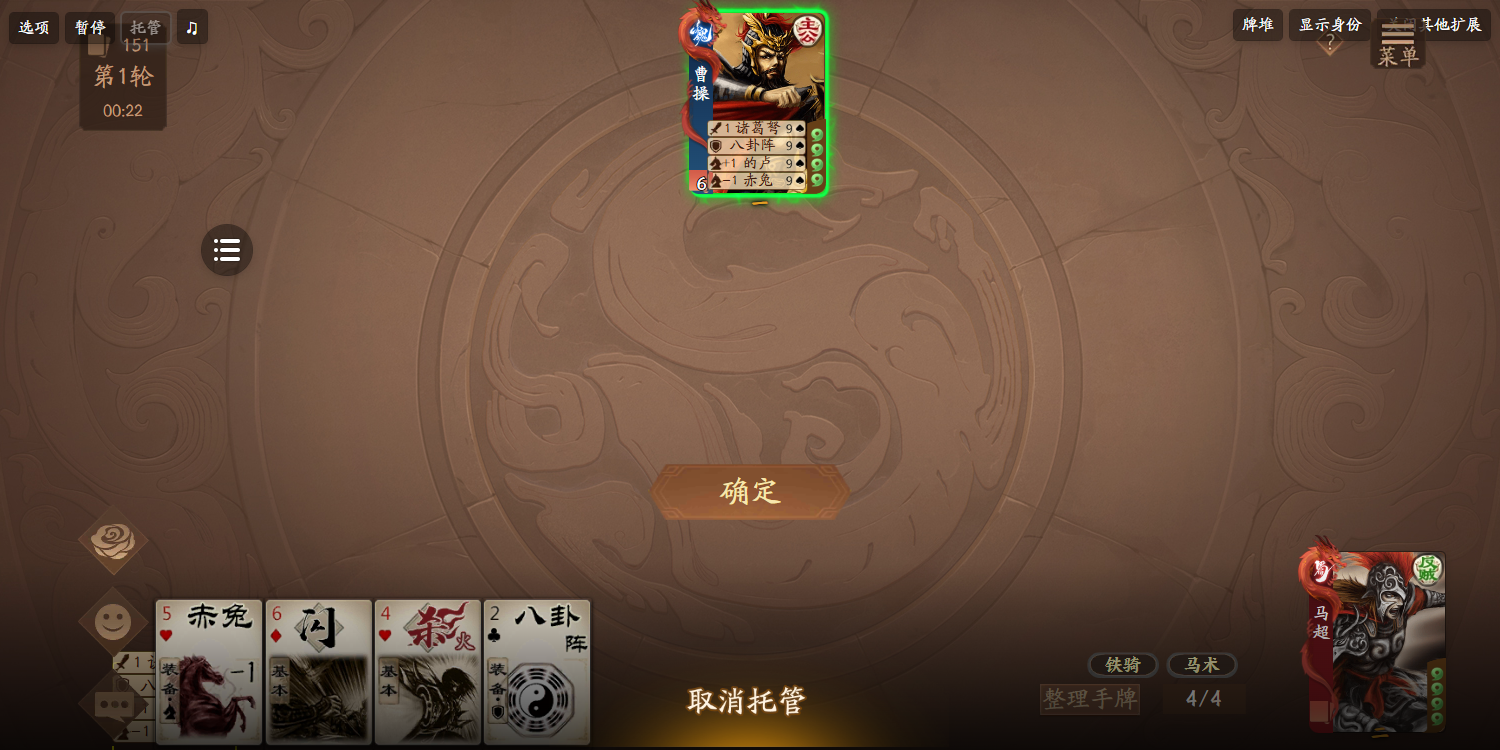 选项
暂停
托管
♫
151
第1轮
00:22
魏
曹操
主公
1 诸葛弩 9♠
八卦阵 9♠
+1 的卢 9♠
-1 赤兔 9♠
6
牌堆
显示身份
其他扩展
?
菜单
确定
5♥ 赤兔
装备
-1
6♦ 闪
基本
4♥ 杀 火
基本
2♣ 八卦阵
装备
取消托管
铁骑
马术
整理手牌
4/4
蜀
马超
反贼